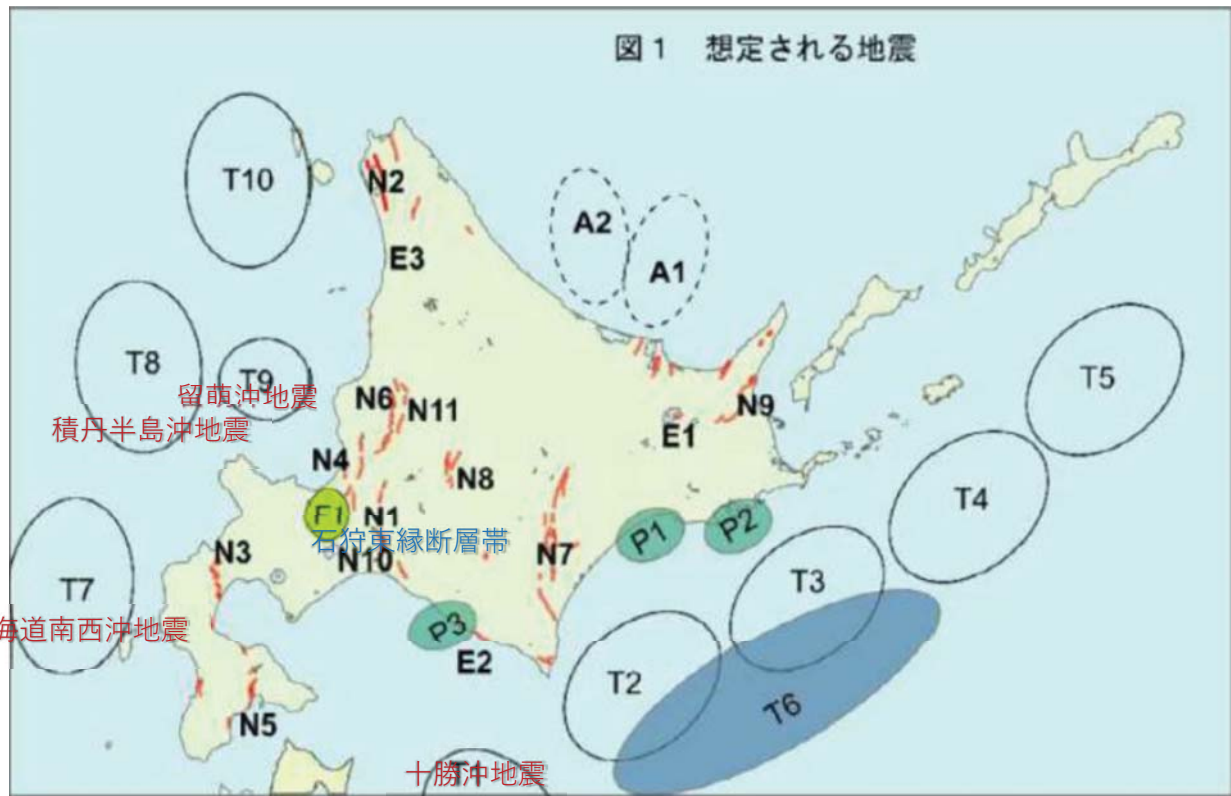 図1 想定される地震
T10
N2
A2
E3
A1
T8
T9
留萌沖地震
T5
積丹半島沖地震
N6
N11
N9
E1
N4
N8
T4
F1
N1
P1
P2
石狩東縁断層帯
N3
N10
N7
T7
T3
海道南西沖地震
P3
E2
T2
T6
N5
T1
十勝沖地震